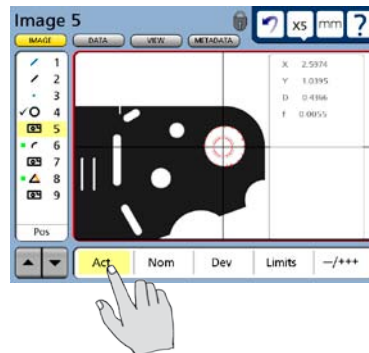 Image 5
xs mm ?
IMAGE DATA VIEW METADATA
1
2
3
4
5
6
7
8
9
Pos
X 2.5974
Y 1.0395
D 0.4366
f 0.0055
Act Nom Dev Limits —/+++